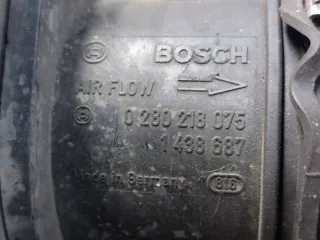 BOSCH
AIR FLOW
0 280 218 075
1 438 687
Made in Germany 816